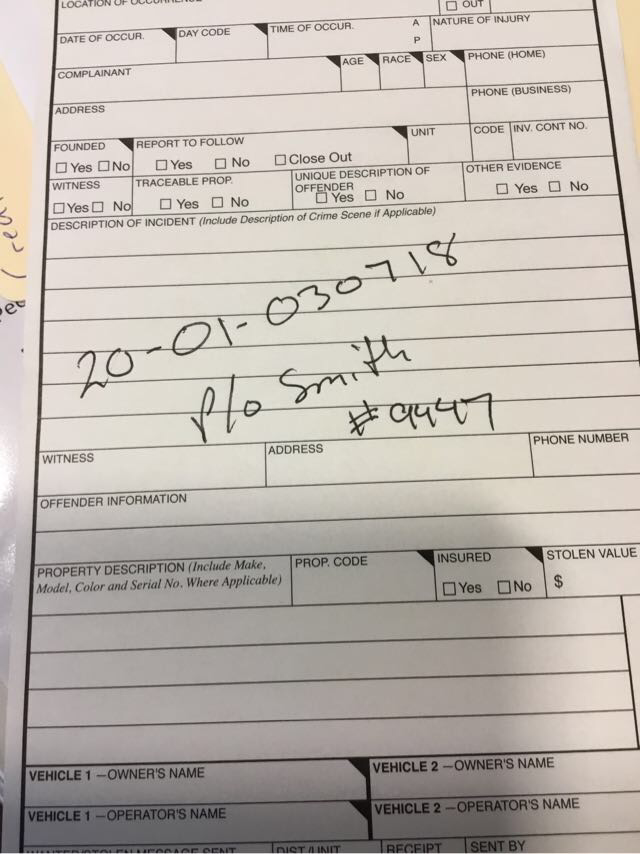 LOCATION OF OCCURRENCE
OUT
DATE OF OCCUR.
DAY CODE
TIME OF OCCUR.
A
P
NATURE OF INJURY
COMPLAINANT
AGE
RACE
SEX
PHONE (HOME)
ADDRESS
PHONE (BUSINESS)
FOUNDED
Yes No
REPORT TO FOLLOW
Yes No Close Out
UNIT
CODE
INV. CONT NO.
WITNESS
Yes No
TRACEABLE PROP.
Yes No
UNIQUE DESCRIPTION OF
OFFENDER
Yes No
OTHER EVIDENCE
Yes No
DESCRIPTION OF INCIDENT (Include Description of Crime Scene if Applicable)
20-01-030718
P/o Smith
#9447
WITNESS
ADDRESS
PHONE NUMBER
OFFENDER INFORMATION
PROPERTY DESCRIPTION (Include Make,
Model, Color and Serial No. Where Applicable)
PROP. CODE
INSURED
Yes No
STOLEN VALUE
$
VEHICLE 1 —OWNER'S NAME
VEHICLE 2 —OWNER'S NAME
VEHICLE 1 —OPERATOR'S NAME
VEHICLE 2 —OPERATOR'S NAME
WANTED/STOLEN MESSAGE SENT
DIST./UNIT
RECEIPT
SENT BY